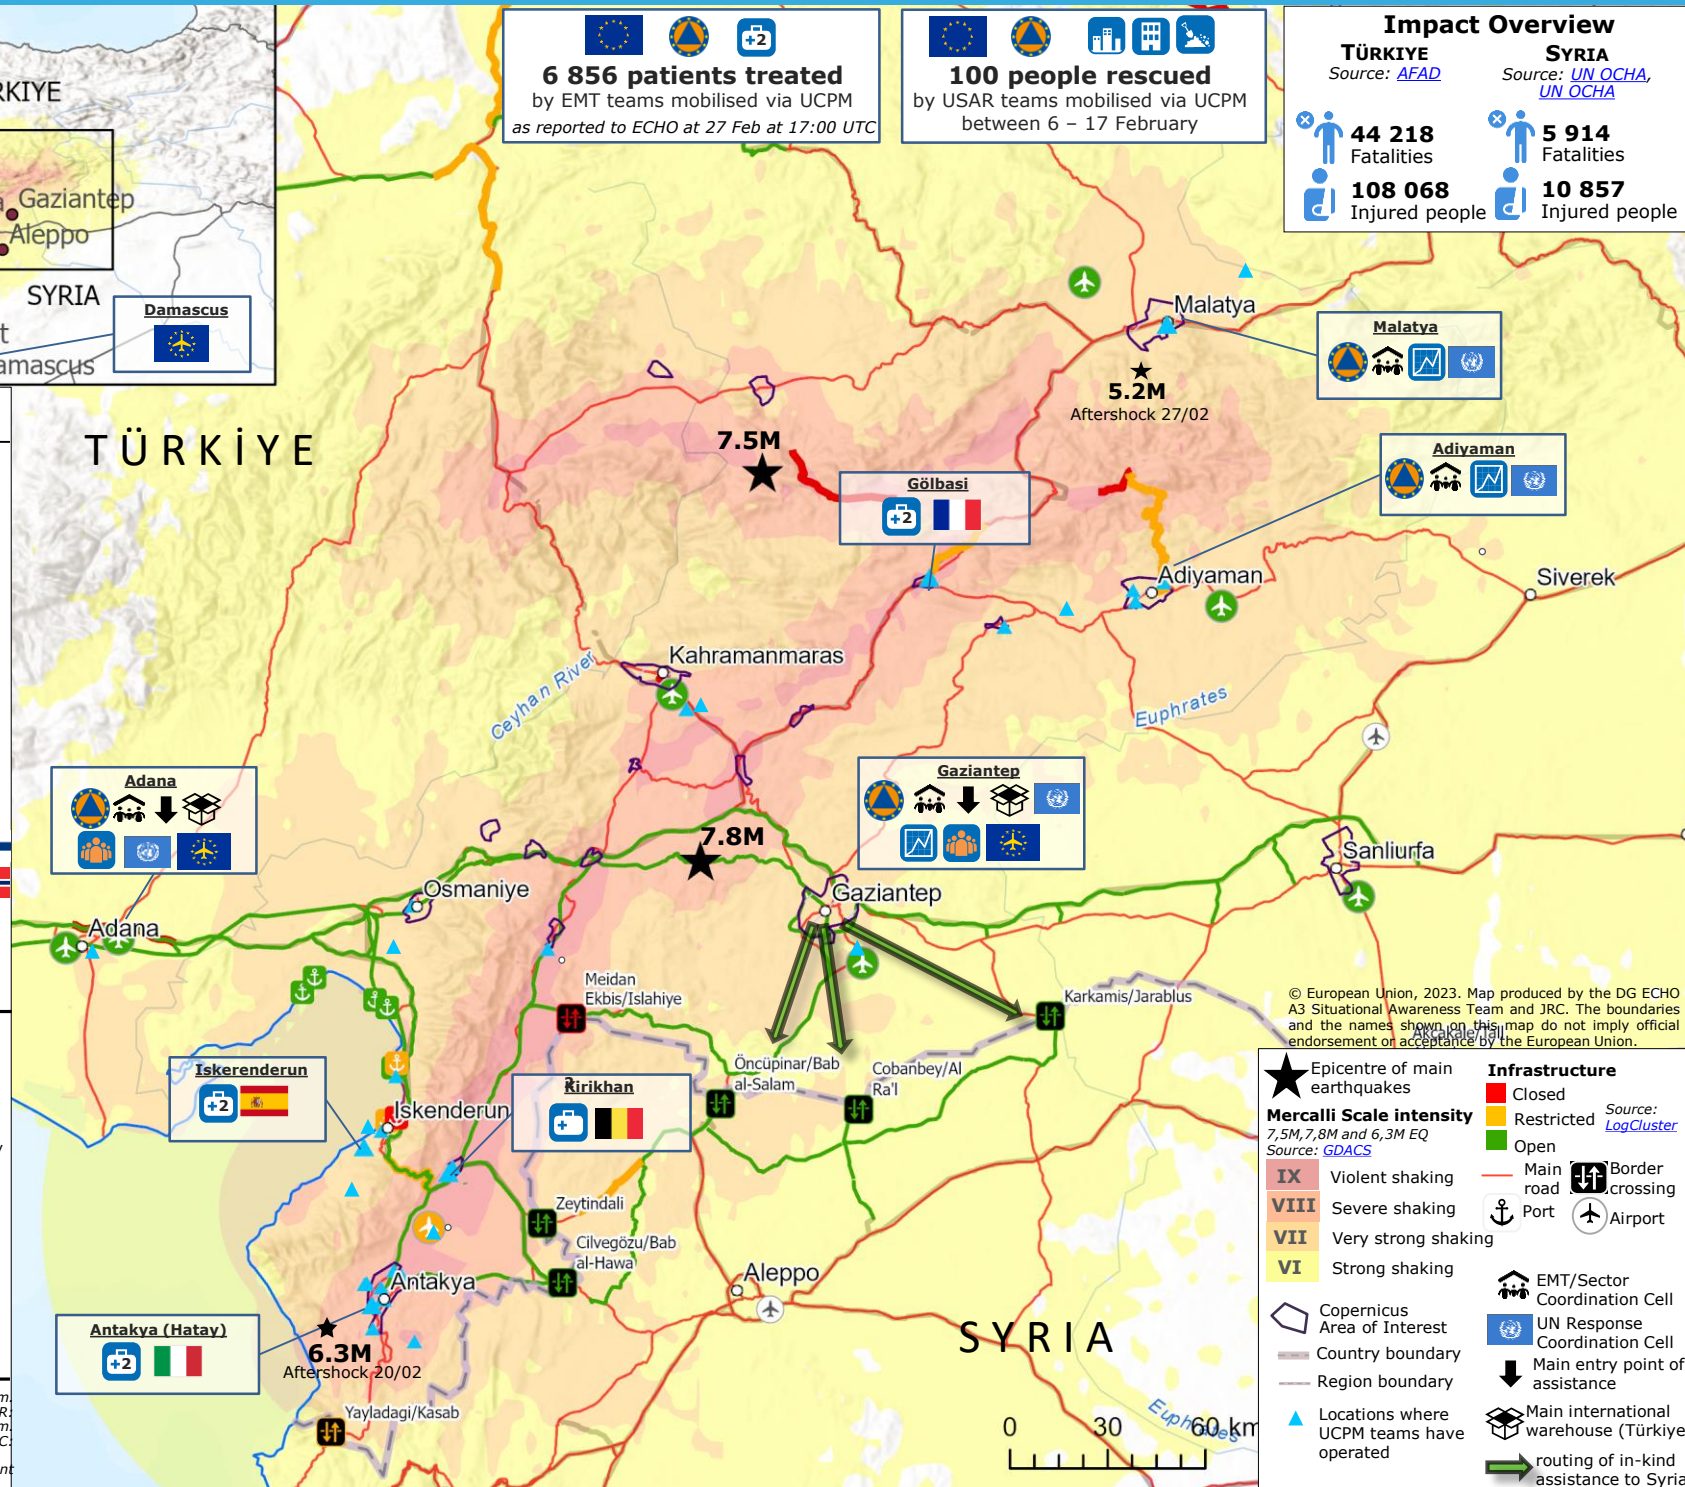 6 856 patients treated
by EMT teams mobilised via UCPM
as reported to ECHO at 27 Feb at 17:00 UTC
+2
100 people rescued
by USAR teams mobilised via UCPM
between 6 – 17 February
Impact Overview
TÜRKIYE
Source: AFAD
44 218
Fatalities
108 068
Injured people
SYRIA
Source: UN OCHA,
UN OCHA
5 914
Fatalities
10 857
Injured people
RKIYE
Gaziantep
Aleppo
SYRIA
amascus
Damascus
TÜRKİYE
Malatya
5.2M
Aftershock 27/02
Malatya
7.5M
Gölbasi
+2
Adiyaman
Adiyaman
Siverek
Kahramanmaras
Ceyhan River
Euphrates
Adana
Gaziantep
7.8M
Sanliurfa
Osmaniye
Gaziantep
Adana
Meidan
Ekbis/Islahiye
Karkamis/Jarablus
Öncüpinar/Bab
al-Salam
Cobanbey/Al
Ra'I
Iskerenderun
+2
Iskenderun
Kirikhan
+
Zeytindali
Cilvegözu/Bab
al-Hawa
Antakya
Aleppo
SYRIA
Antakya (Hatay)
+2
6.3M
Aftershock 20/02
Yayladagi/Kasab
0 30 60 km
Euphrates
© European Union, 2023. Map produced by the DG ECHO
A3 Situational Awareness Team and JRC. The boundaries
and the names shown on this map do not imply official
endorsement or acceptance by the European Union.
Akçakale/Tall
Epicentre of main
earthquakes
Mercalli Scale intensity
7,5M,7,8M and 6,3M EQ
Source: GDACS
IX Violent shaking
VIII Severe shaking
VII Very strong shaking
VI Strong shaking
Copernicus
Area of Interest
Country boundary
Region boundary
Locations where
UCPM teams have
operated
Infrastructure
Closed
Restricted
Open
Source:
LogCluster
Main
road
Border
crossing
Port
Airport
EMT/Sector
Coordination Cell
UN Response
Coordination Cell
Main entry point of
assistance
Main international
warehouse (Türkiye
routing of in-kind
assistance to Syria